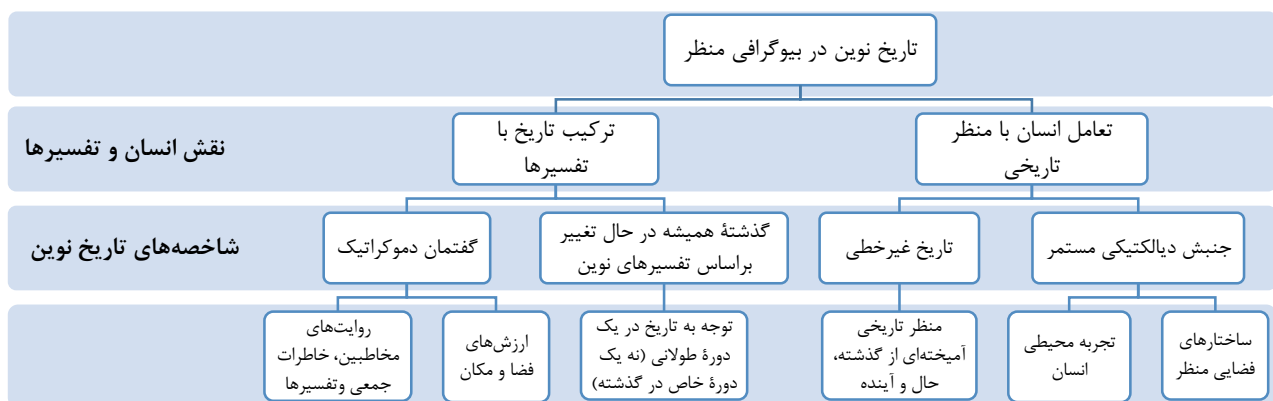 تاریخ نوین در بیوگرافی منظر
نقش انسان و تفسیرها
تعامل انسان با منظر
تاریخی
ترکیب تاریخ با
تفسیرها
شاخصه‌های تاریخ نوین
جنبش دیالکتیکی مستمر
تاریخ غیرخطی
گذشتۀ همیشه در حال تغییر
براساس تفسیرهای نوین
گفتمان دموکراتیک
ساختارهای
فضایی منظر
تجربه محیطی
انسان
منظر تاریخی
آمیخته‌ای از گذشته،
حال و آینده
توجه به تاریخ در یک
دورۀ طولانی (نه یک
دورۀ خاص در گذشته)
ارزش‌های
فضا و مکان
روایت‌های
مخاطبین، خاطرات
جمعی وتفسیرها